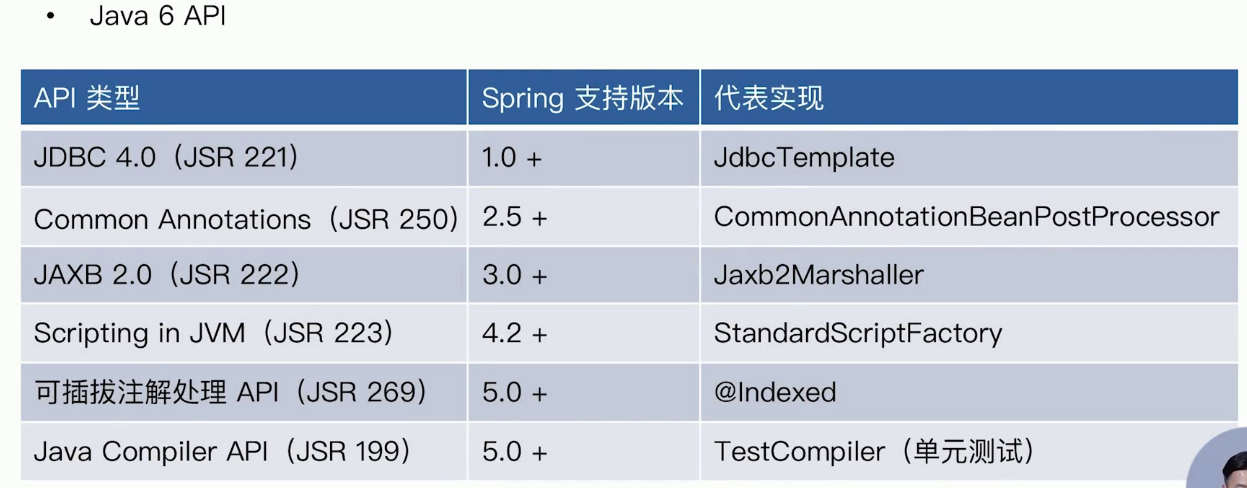 • Java 6 API
API 类型 Spring 支持版本 代表实现
JDBC 4.0（JSR 221） 1.0 + JdbcTemplate
Common Annotations（JSR 250） 2.5 + CommonAnnotationBeanPostProcessor
JAXB 2.0（JSR 222） 3.0 + Jaxb2Marshaller
Scripting in JVM（JSR 223） 4.2 + StandardScriptFactory
可插拔注解处理 API（JSR 269） 5.0 + @Indexed
Java Compiler API（JSR 199） 5.0 + TestCompiler（单元测试）